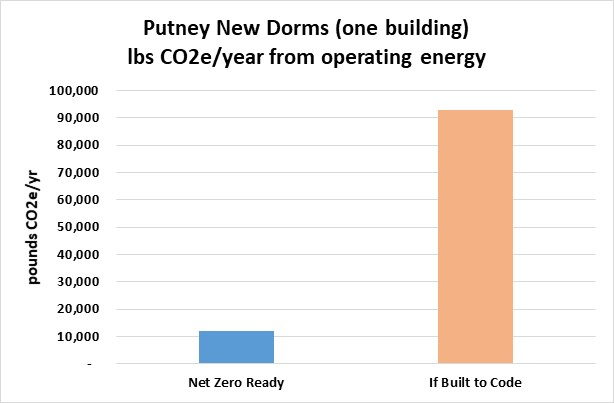 Putney New Dorms (one building)
lbs CO2e/year from operating energy
pounds CO2e/yr
100,000
90,000
80,000
70,000
60,000
50,000
40,000
30,000
20,000
10,000
-
Net Zero Ready
If Built to Code